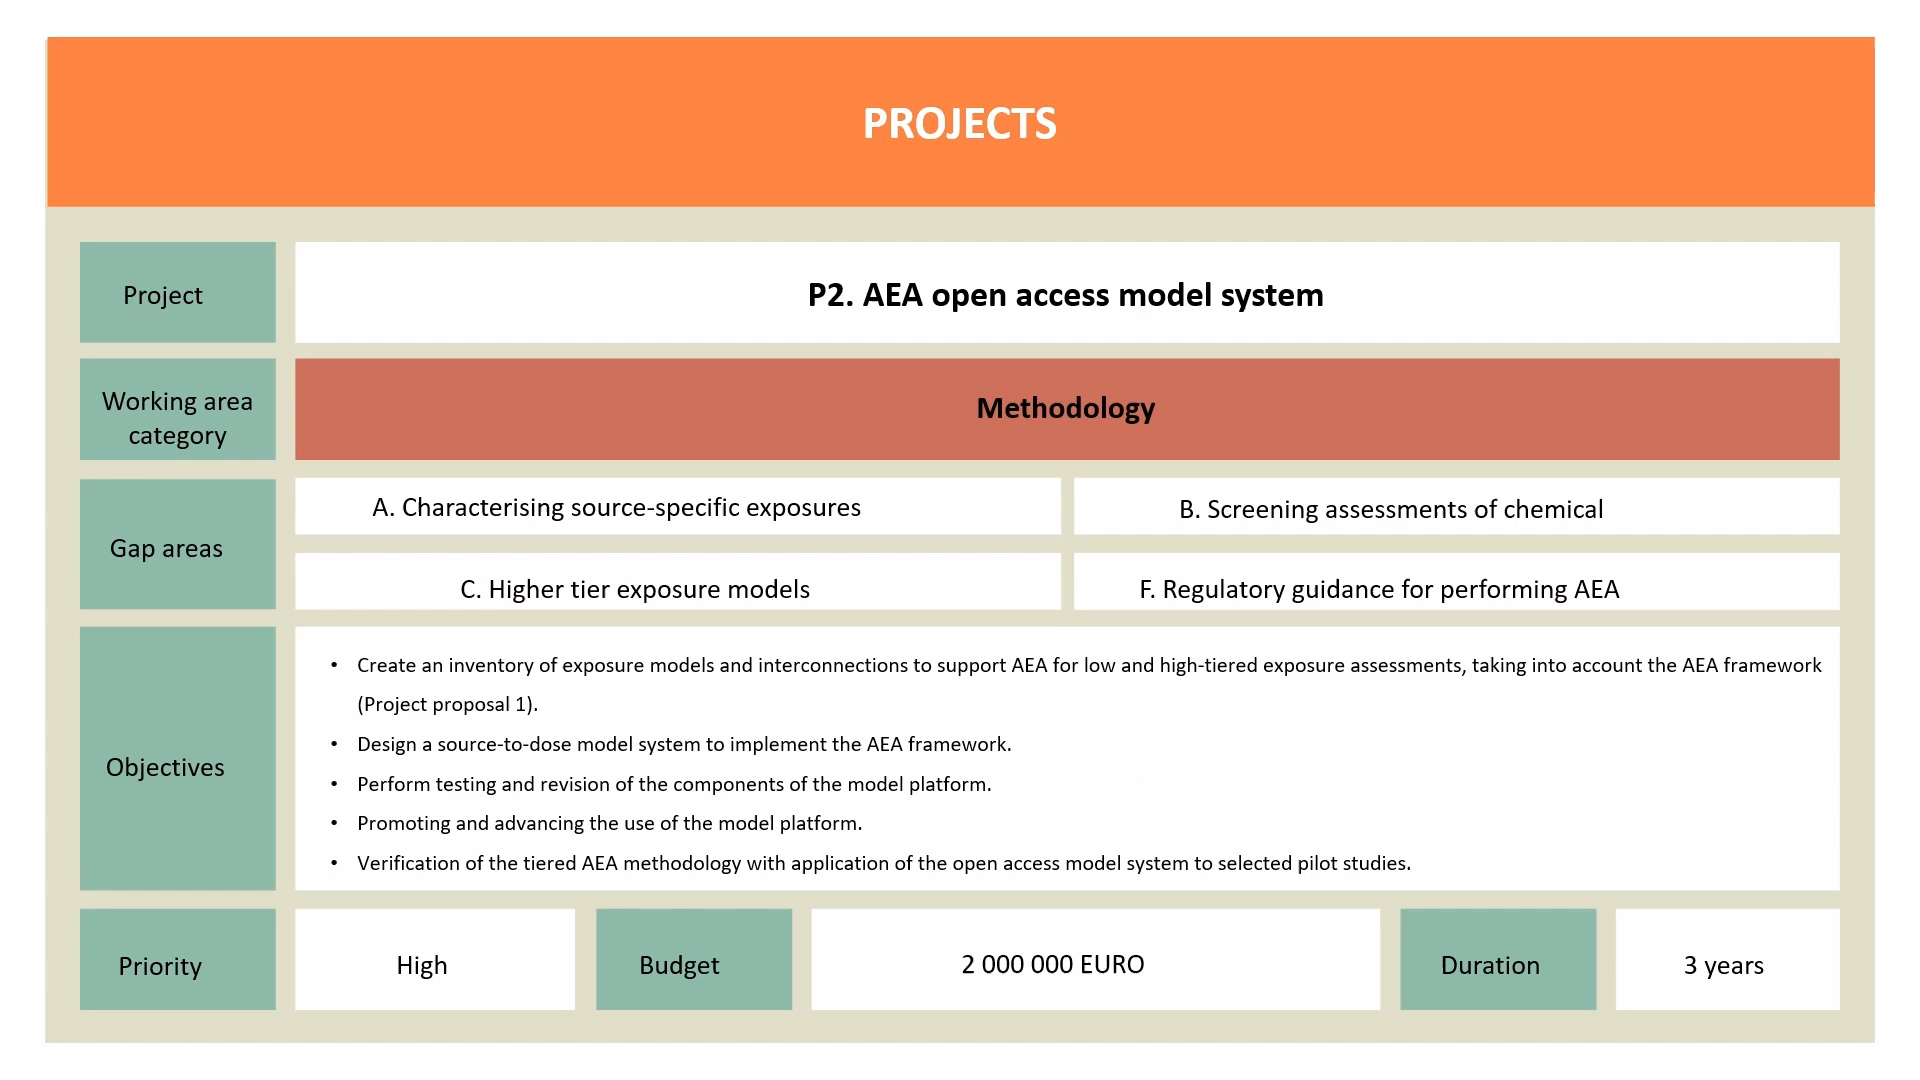 PROJECTS
Project
P2. AEA open access model system
Working area
category
Methodology
Gap areas
A. Characterising source-specific exposures
B. Screening assessments of chemical
C. Higher tier exposure models
F. Regulatory guidance for performing AEA
Objectives
• Create an inventory of exposure models and interconnections to support AEA for low and high-tiered exposure assessments, taking into account the AEA framework
(Project proposal 1).
• Design a source-to-dose model system to implement the AEA framework.
• Perform testing and revision of the components of the model platform.
• Promoting and advancing the use of the model platform.
• Verification of the tiered AEA methodology with application of the open access model system to selected pilot studies.
Priority
High
Budget
2 000 000 EURO
Duration
3 years